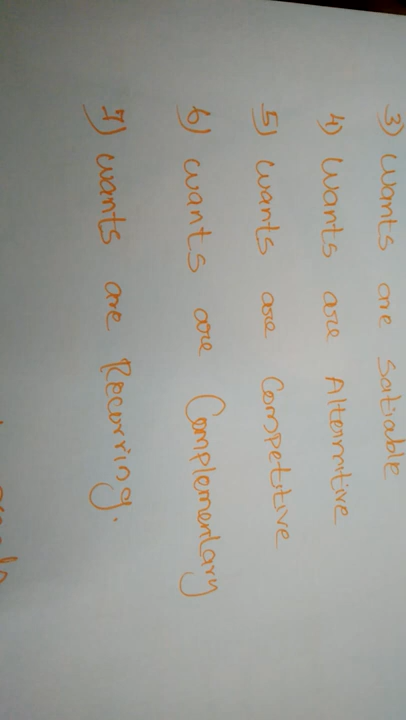 3) Wants are Satiable
4) Wants are Alternitive
5) Wants are Competitive
6) Wants are Complementary
7) Wants are Recurring.